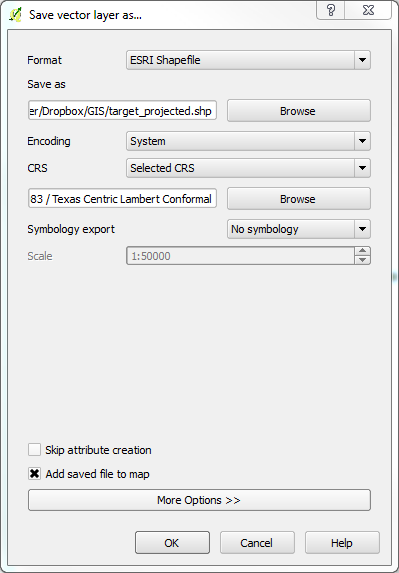 Save vector layer as...
Format ESRI Shapefile
Save as
er/Dropbox/GIS/target_projected.shp Browse
Encoding System
CRS Selected CRS
83 / Texas Centric Lambert Conformal Browse
Symbology export No symbology
Scale 1:50000
Skip attribute creation
Add saved file to map
More Options >>
OK Cancel Help